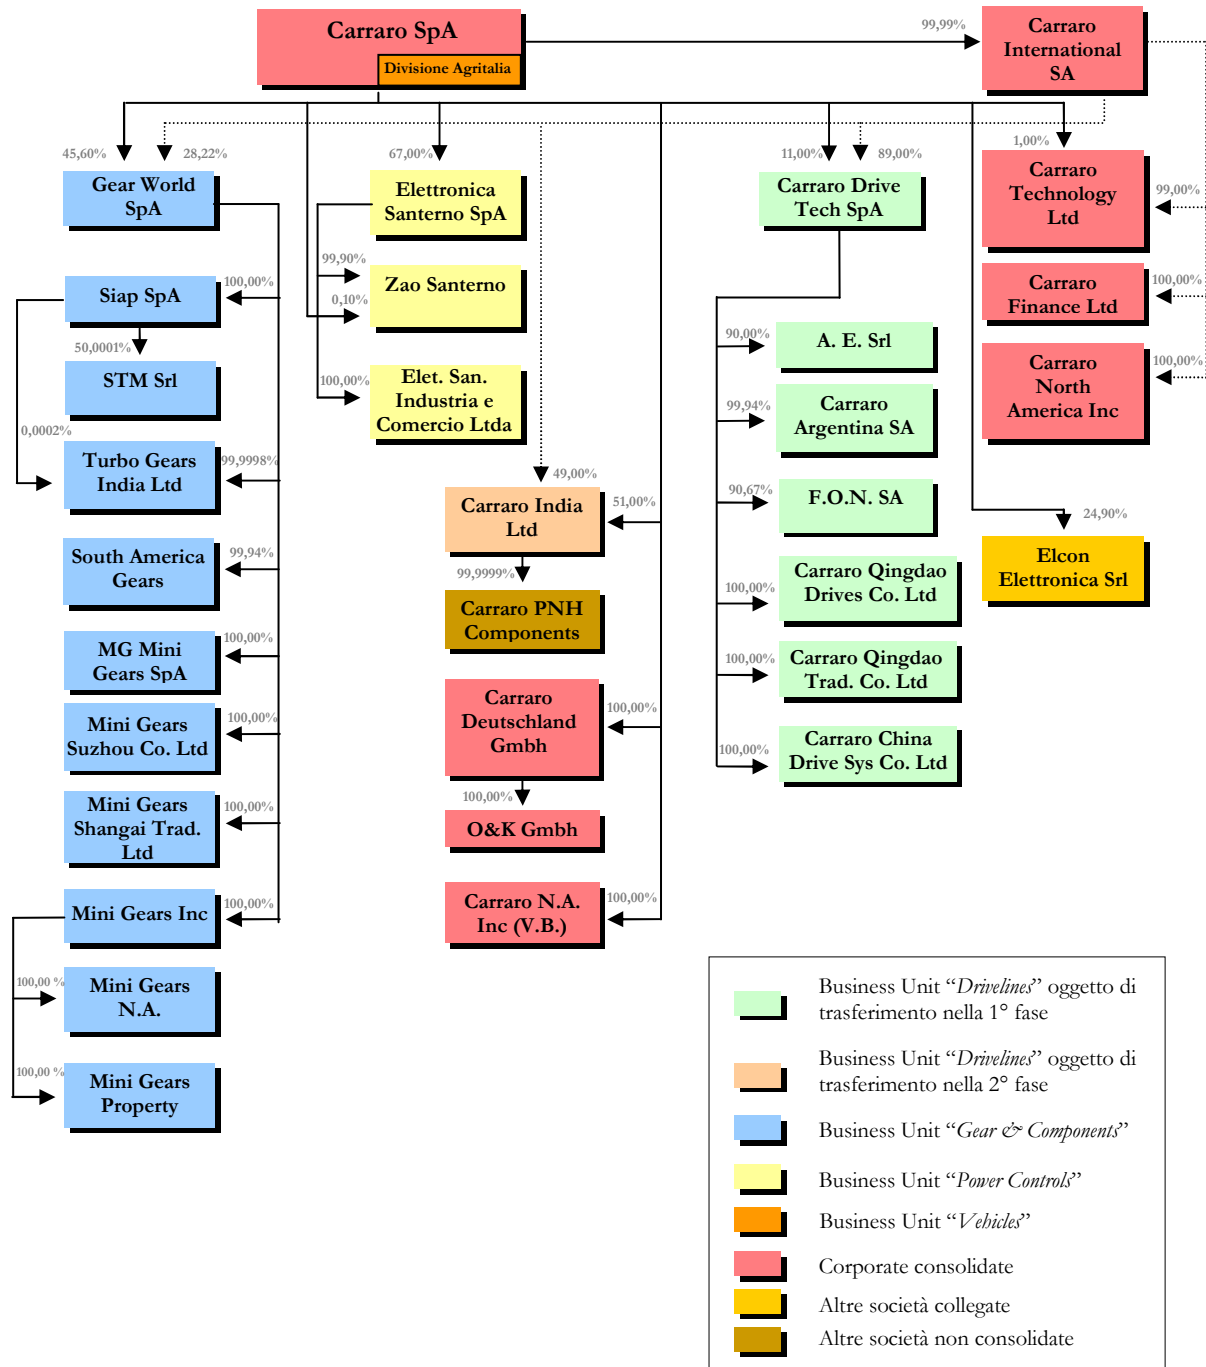 Carraro SpA
Divisione Agritalia
99,99%
Carraro
International
SA
45,60%
28,22%
67,00%
11,00%
89,00%
1,00%
Gear World
SpA
Elettronica
Santerno SpA
Carraro Drive
Tech SpA
Carraro
Technology
Ltd
99,00%
99,90%
0,10%
Zao Santerno
100,00%
Siap SpA
100,00%
Carraro
Finance Ltd
50,0001%
STM Srl
100,00%
Elet. San.
Industria e
Comercio Ltda
90,00%
A. E. Srl
100,00%
Carraro
North
America Inc
99,94%
Carraro
Argentina SA
0,0002%
Turbo Gears
India Ltd
99,9998%
49,00%
Carraro India
Ltd
51,00%
90,67%
F.O.N. SA
24,90%
Elcon
Elettronica Srl
South America
Gears
99,94%
99,9999%
Carraro PNH
Components
100,00%
Carraro Qingdao
Drives Co. Ltd
MG Mini
Gears SpA
100,00%
100,00%
Carraro Qingdao
Trad. Co. Ltd
Carraro
Deutschland
Gmbh
100,00%
Mini Gears
Suzhou Co. Ltd
100,00%
100,00%
Carraro China
Drive Sys Co. Ltd
100,00%
O&K Gmbh
Mini Gears
Shangai Trad.
Ltd
100,00%
Mini Gears Inc
100,00%
Carraro N.A.
Inc (V.B.)
100,00%
100,00 %
Mini Gears
N.A.
100,00 %
Mini Gears
Property
Business Unit “Drivelines” oggetto di
trasferimento nella 1° fase
Business Unit “Drivelines” oggetto di
trasferimento nella 2° fase
Business Unit “Gear & Components”
Business Unit “Power Controls”
Business Unit “Vehicles”
Corporate consolidate
Altre società collegate
Altre società non consolidate